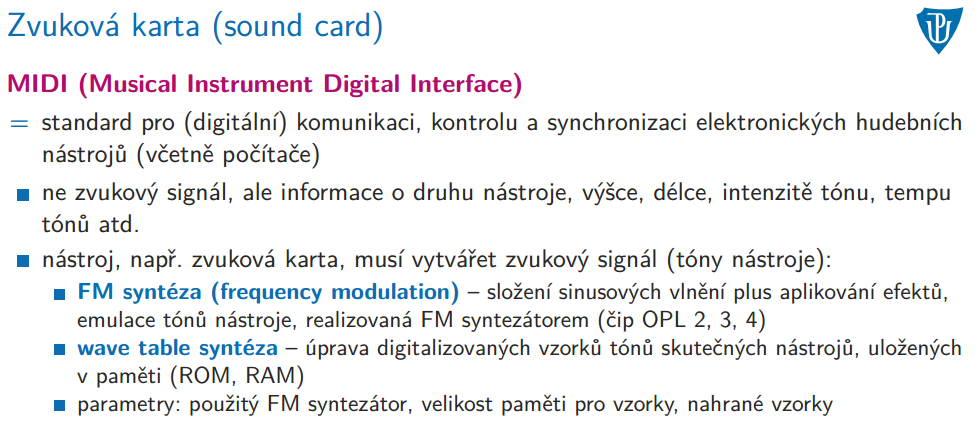 Zvuková karta (sound card)
MIDI (Musical Instrument Digital Interface)
= standard pro (digitální) komunikaci, kontrolu a synchronizaci elektronických hudebních
nástrojů (včetně počítače)
ne zvukový signál, ale informace o druhu nástroje, výšce, délce, intenzitě tónu, tempu
tónů atd.
nástroj, např. zvuková karta, musí vytvářet zvukový signál (tóny nástroje):
FM syntéza (frequency modulation) – složení sinusových vlnění plus aplikování efektů,
emulace tónů nástroje, realizovaná FM syntezátorem (čip OPL 2, 3, 4)
wave table syntéza – úprava digitalizovaných vzorků tónů skutečných nástrojů, uložených
v paměti (ROM, RAM)
parametry: použitý FM syntezátor, velikost paměti pro vzorky, nahrané vzorky